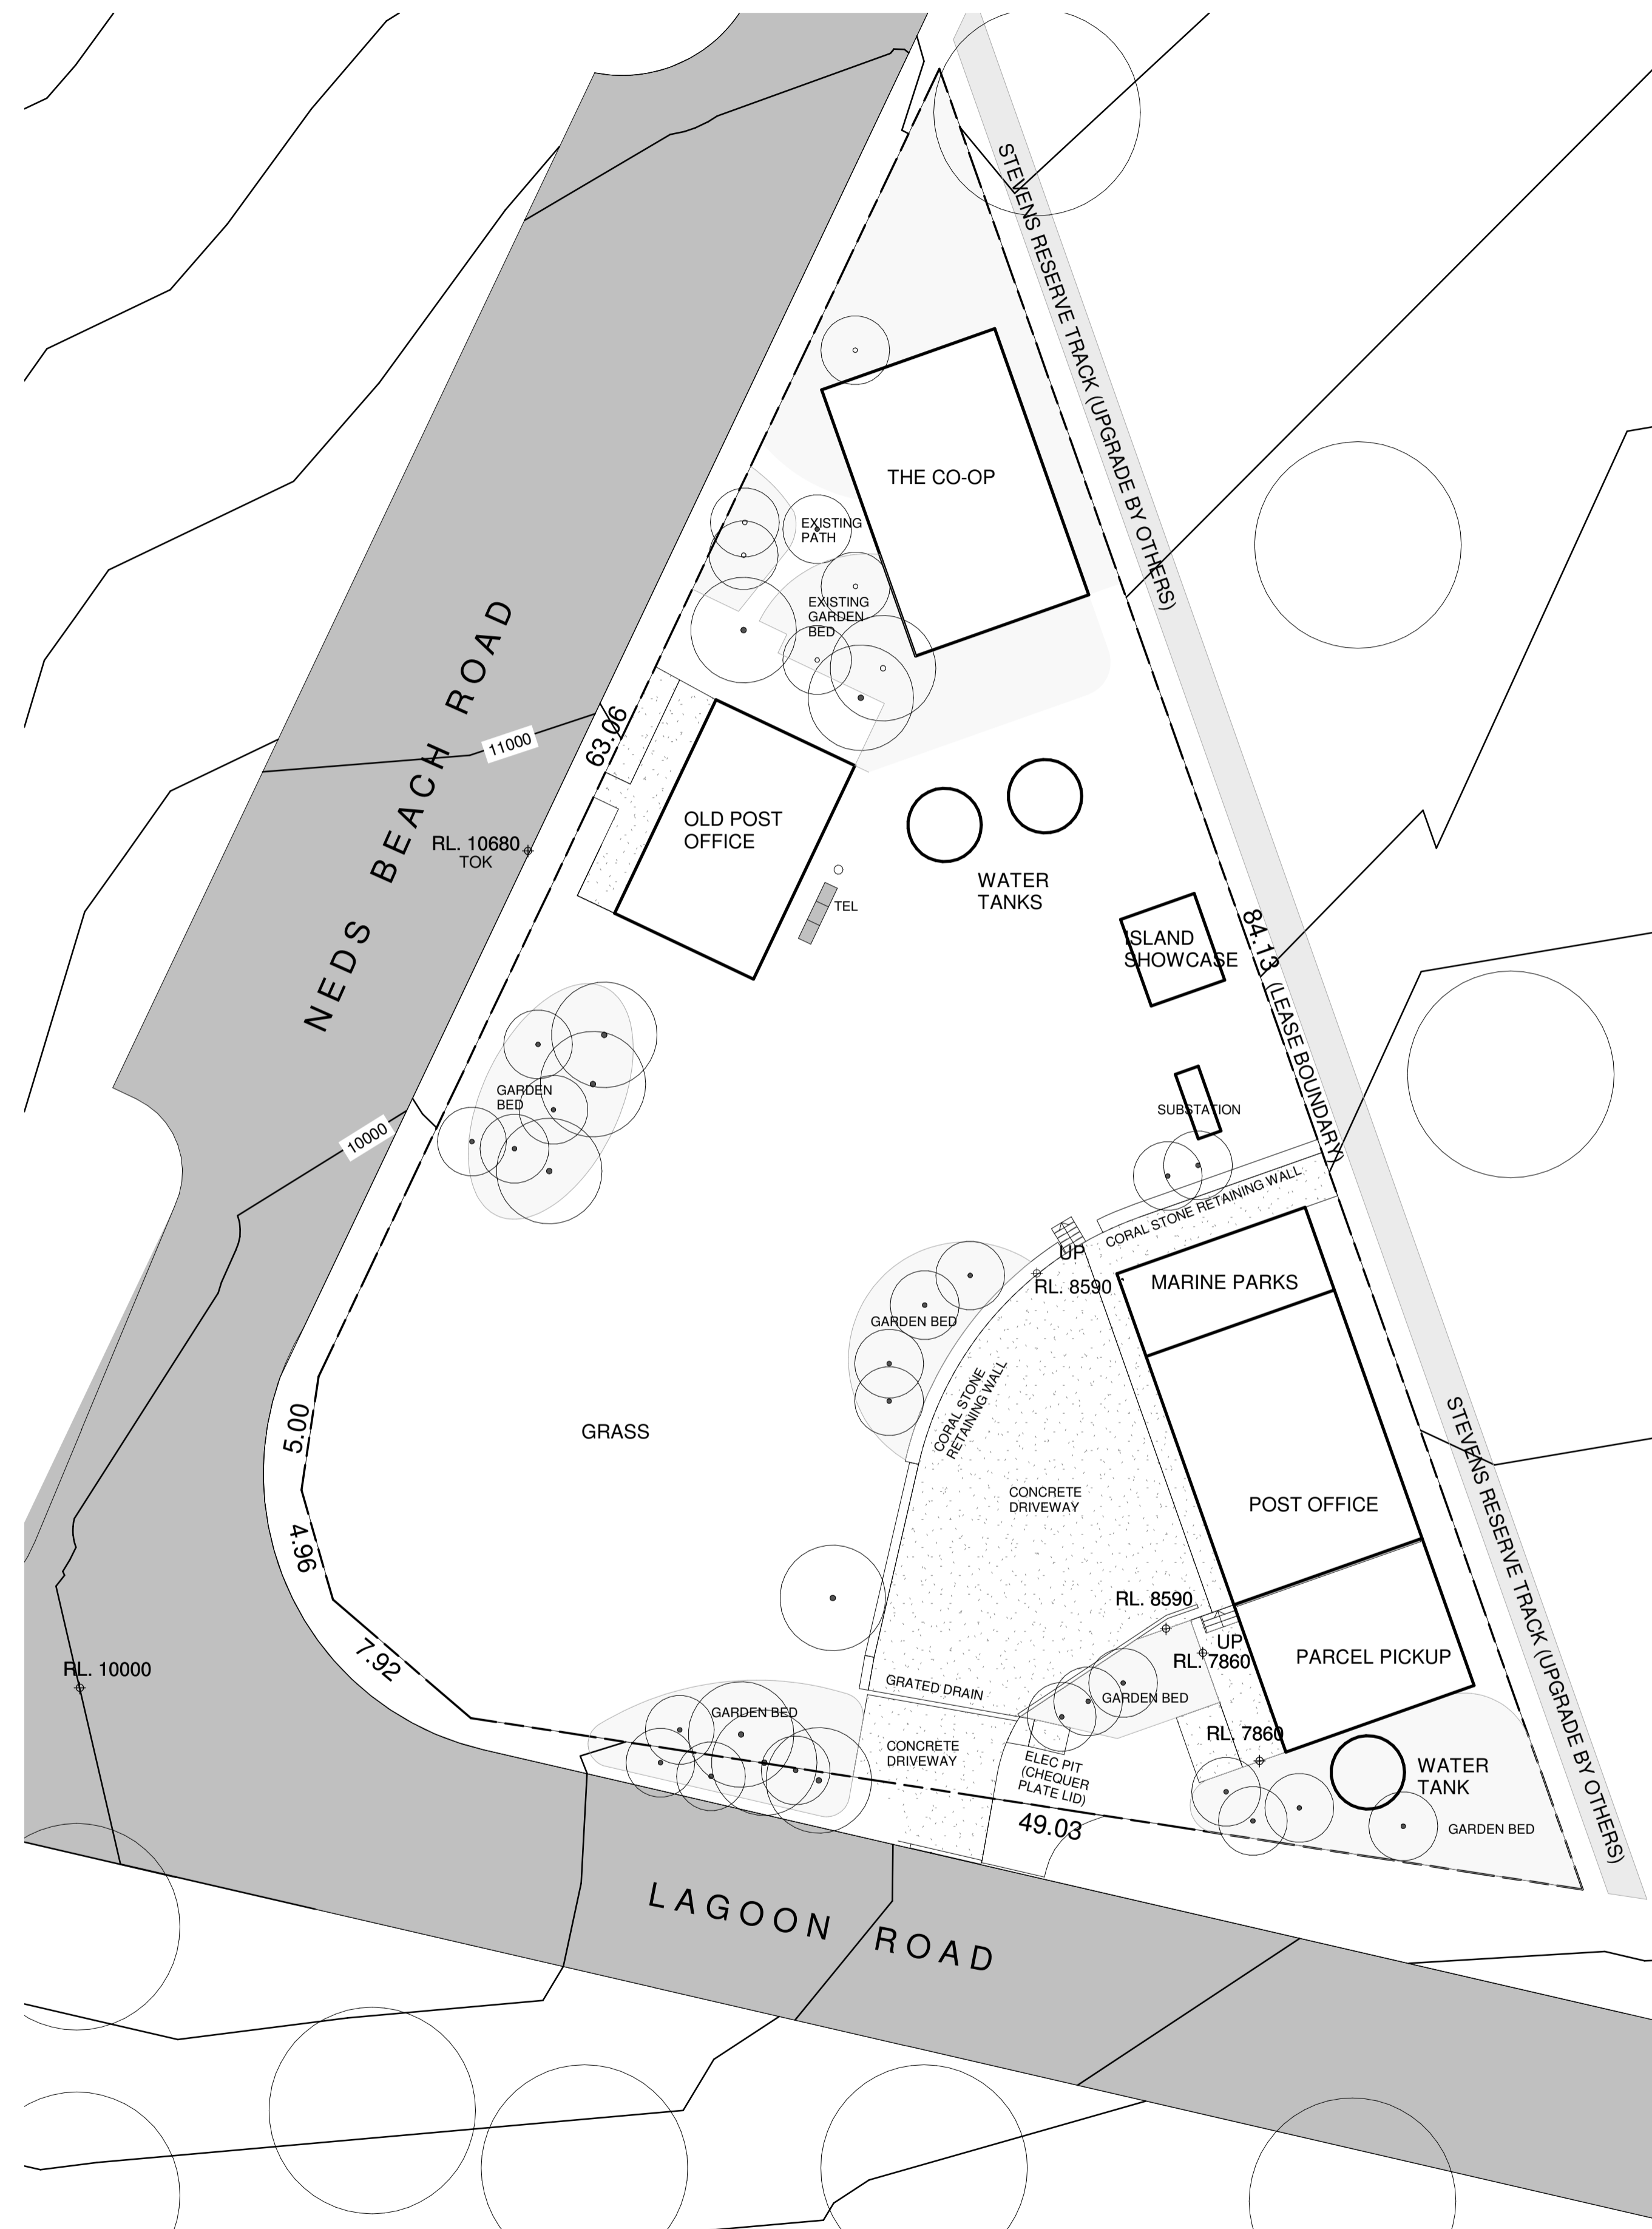 STEVENS RESERVE TRACK (UPGRADE BY OTHERS)
THE CO-OP
EXISTING
PATH
EXISTING
GARDEN
BED
NEDS BEACH ROAD
11000
63.06
RL. 10680
TOK
OLD POST
OFFICE
TEL
WATER
TANKS
ISLAND
SHOWCASE
84.13 (LEASE BOUNDARY)
GARDEN
BED
10000
SUBSTATION
CORAL STONE RETAINING WALL
UP
RL. 8590
MARINE PARKS
GARDEN BED
CORAL STONE
RETAINING WALL
5.00
GRASS
CONCRETE
DRIVEWAY
POST OFFICE
STEVENS RESERVE TRACK (UPGRADE BY OTHERS)
4.96
RL. 8590
UP
RL. 7860
PARCEL PICKUP
7.92
RL. 10000
GRATED DRAIN
GARDEN BED
GARDEN BED
RL. 7860
CONCRETE
DRIVEWAY
ELEC PIT
(CHEQUER
PLATE LID)
WATER
TANK
49.03
GARDEN BED
LAGOON ROAD